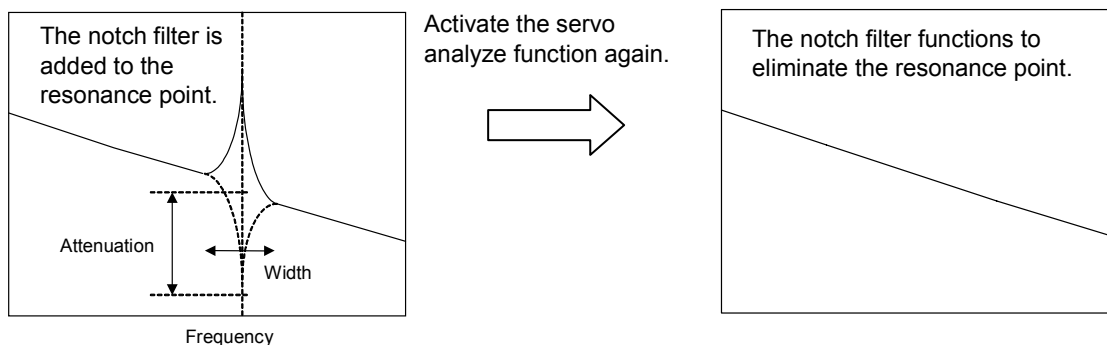 The notch filter is
added to the
resonance point.
Attenuation
Width
Frequency
Activate the servo
analyze function again.
The notch filter functions to
eliminate the resonance point.